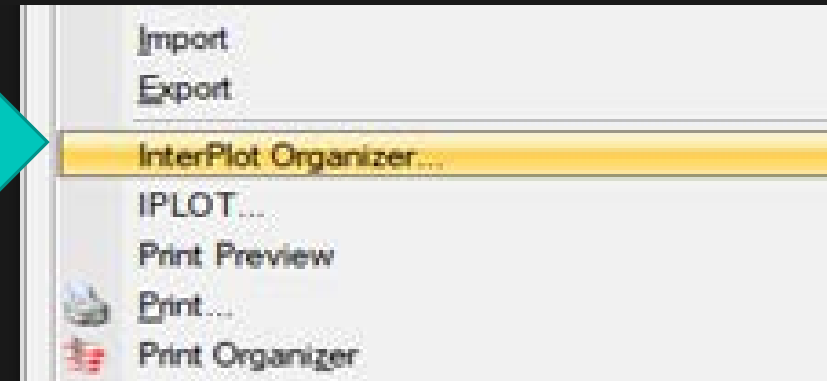 Import
Export
InterPlot Organizer...
IPLOT...
Print Preview
Print...
Print Organizer